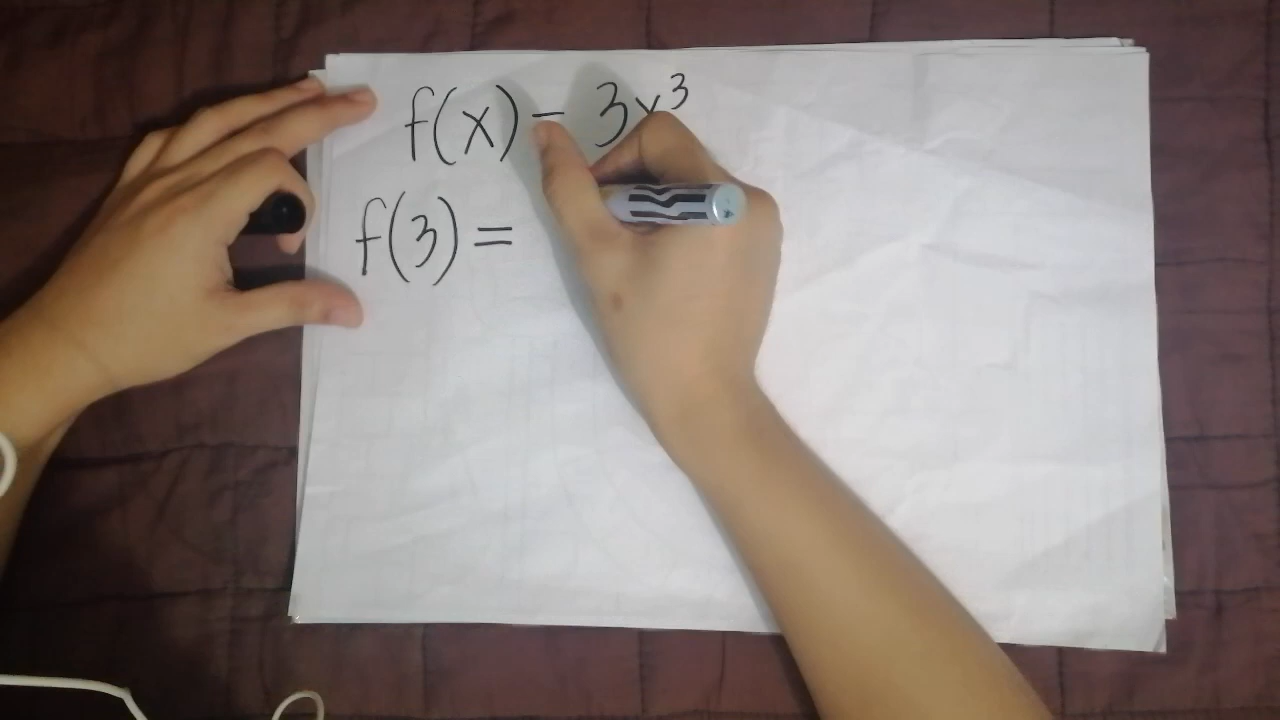 f(x) = 3x³
f(3) =